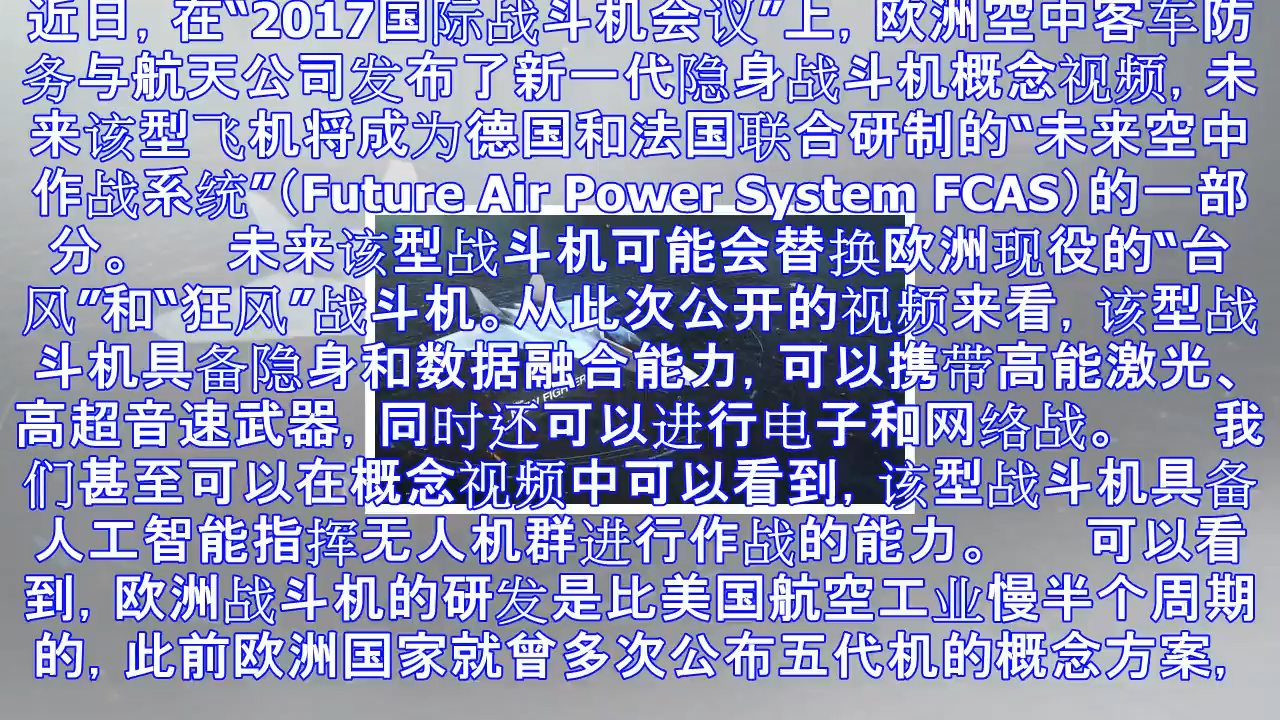 近日, 在“2017国际战斗机会议”上, 欧洲空中客车防
务与航天公司发布了新一代隐身战斗机概念视频, 未
来该型飞机将成为德国和法国联合研制的“未来空中
作战系统”（Future Air Power System FCAS）的一部
分。 未来该型战斗机可能会替换欧洲现役的“台
风”和“狂风”战斗机。从此次公开的视频来看, 该型战
斗机具备隐身和数据融合能力, 可以携带高能激光、
高超音速武器, 同时还可以进行电子和网络战。 我
们甚至可以在概念视频中可以看到, 该型战斗机具备
人工智能指挥无人机群进行作战的能力。 可以看
到, 欧洲战斗机的研发是比美国航空工业慢半个周期
的, 此前欧洲国家就曾多次公布五代机的概念方案,